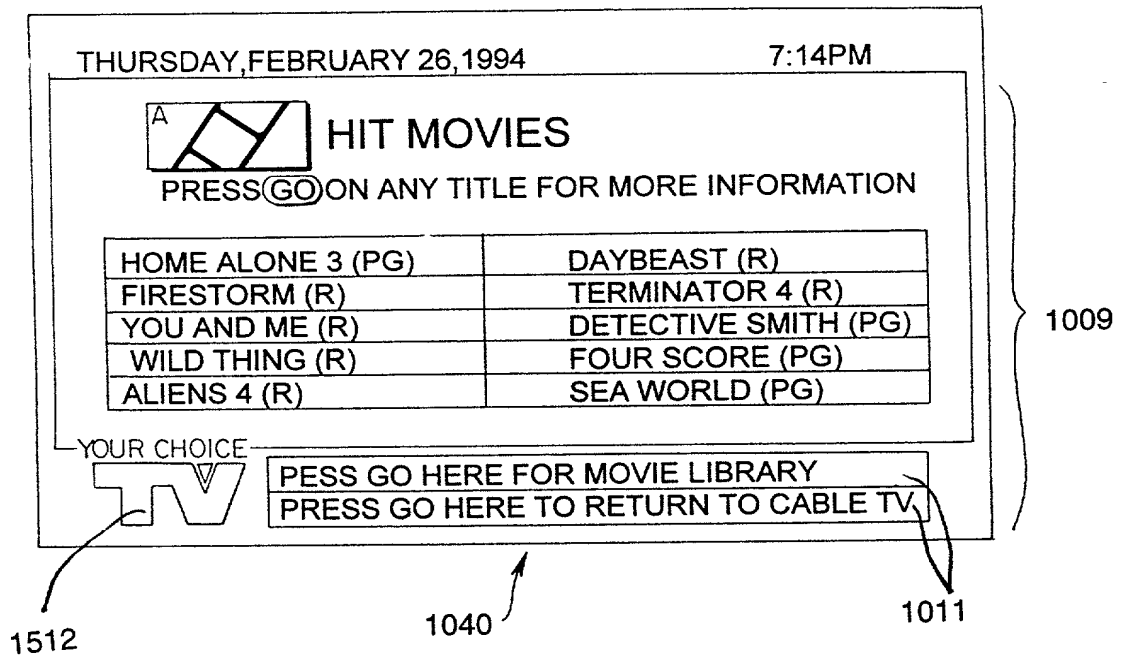 THURSDAY,FEBRUARY 26,1994 7:14PM
A
HIT MOVIES
PRESS GO ON ANY TITLE FOR MORE INFORMATION
HOME ALONE 3 (PG) DAYBEAST (R)
FIRESTORM (R) TERMINATOR 4 (R)
YOU AND ME (R) DETECTIVE SMITH (PG)
WILD THING (R) FOUR SCORE (PG)
ALIENS 4 (R) SEA WORLD (PG)
1009
YOUR CHOICE
TV
PESS GO HERE FOR MOVIE LIBRARY
PRESS GO HERE TO RETURN TO CABLE TV
1512
1040
1011